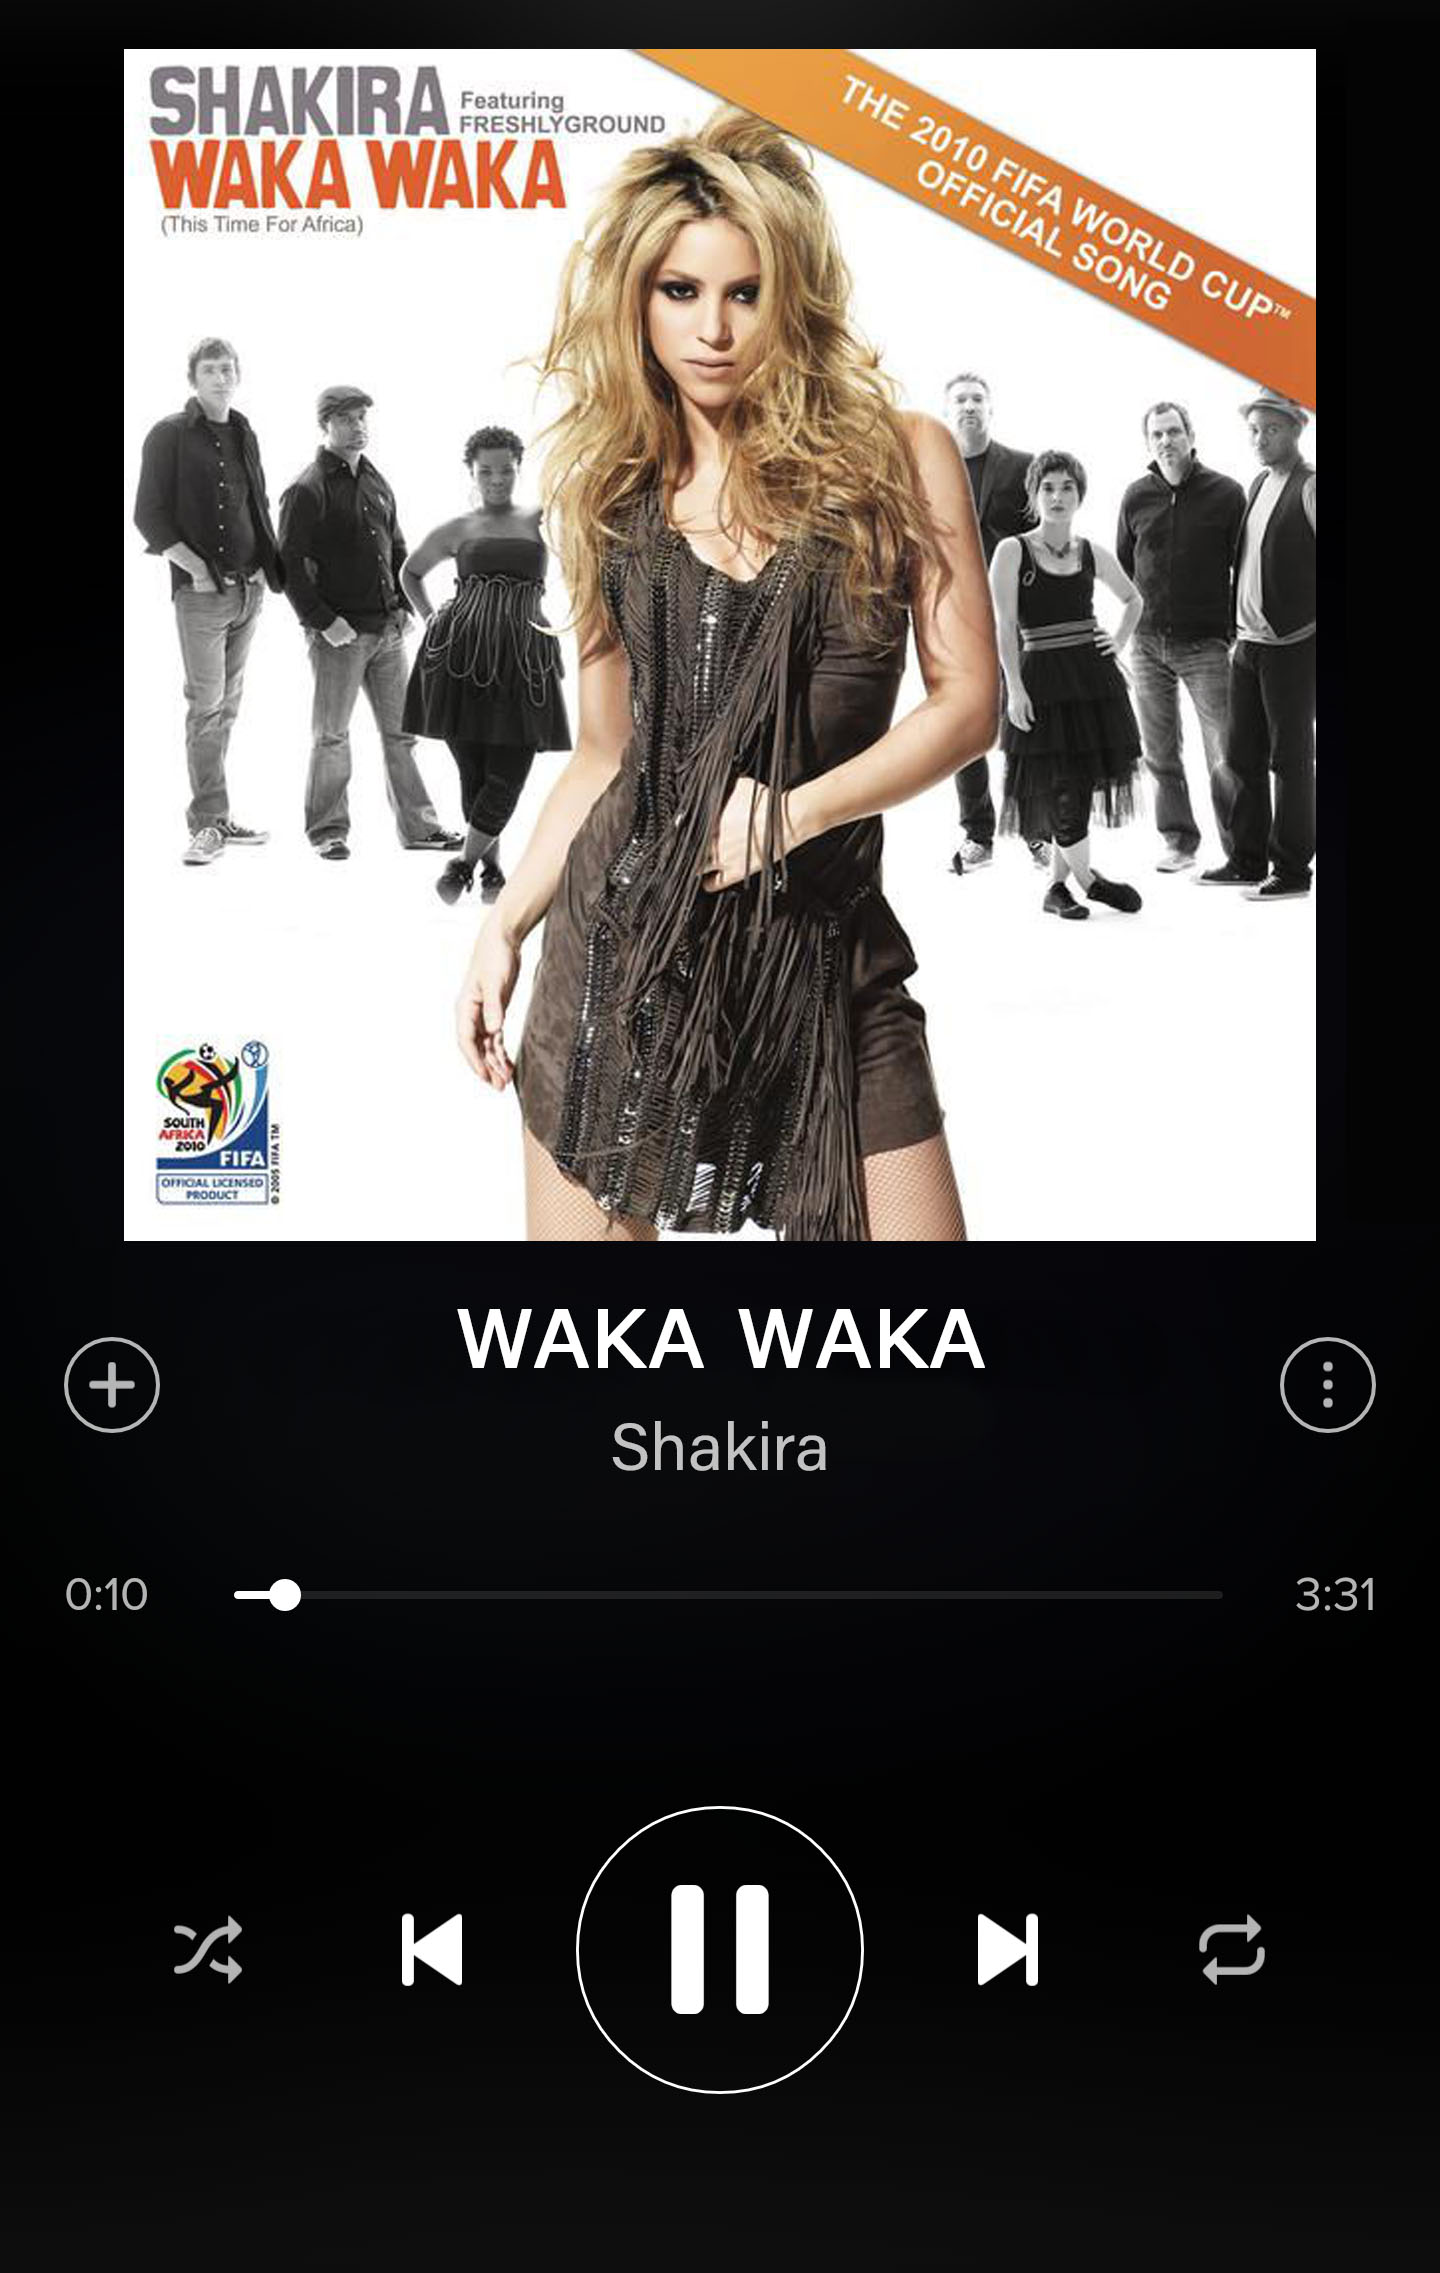 SHAKIRA Featuring
FRESHLYGROUND
WAKA WAKA
(This Time For Africa)
THE 2010 FIFA WORLD CUP™
OFFICIAL SONG
SOUTH
AFRICA
2010
FIFA
OFFICIAL LICENSED
PRODUCT
© 2005 FIFA TM
WAKA WAKA
Shakira
0:10
3:31